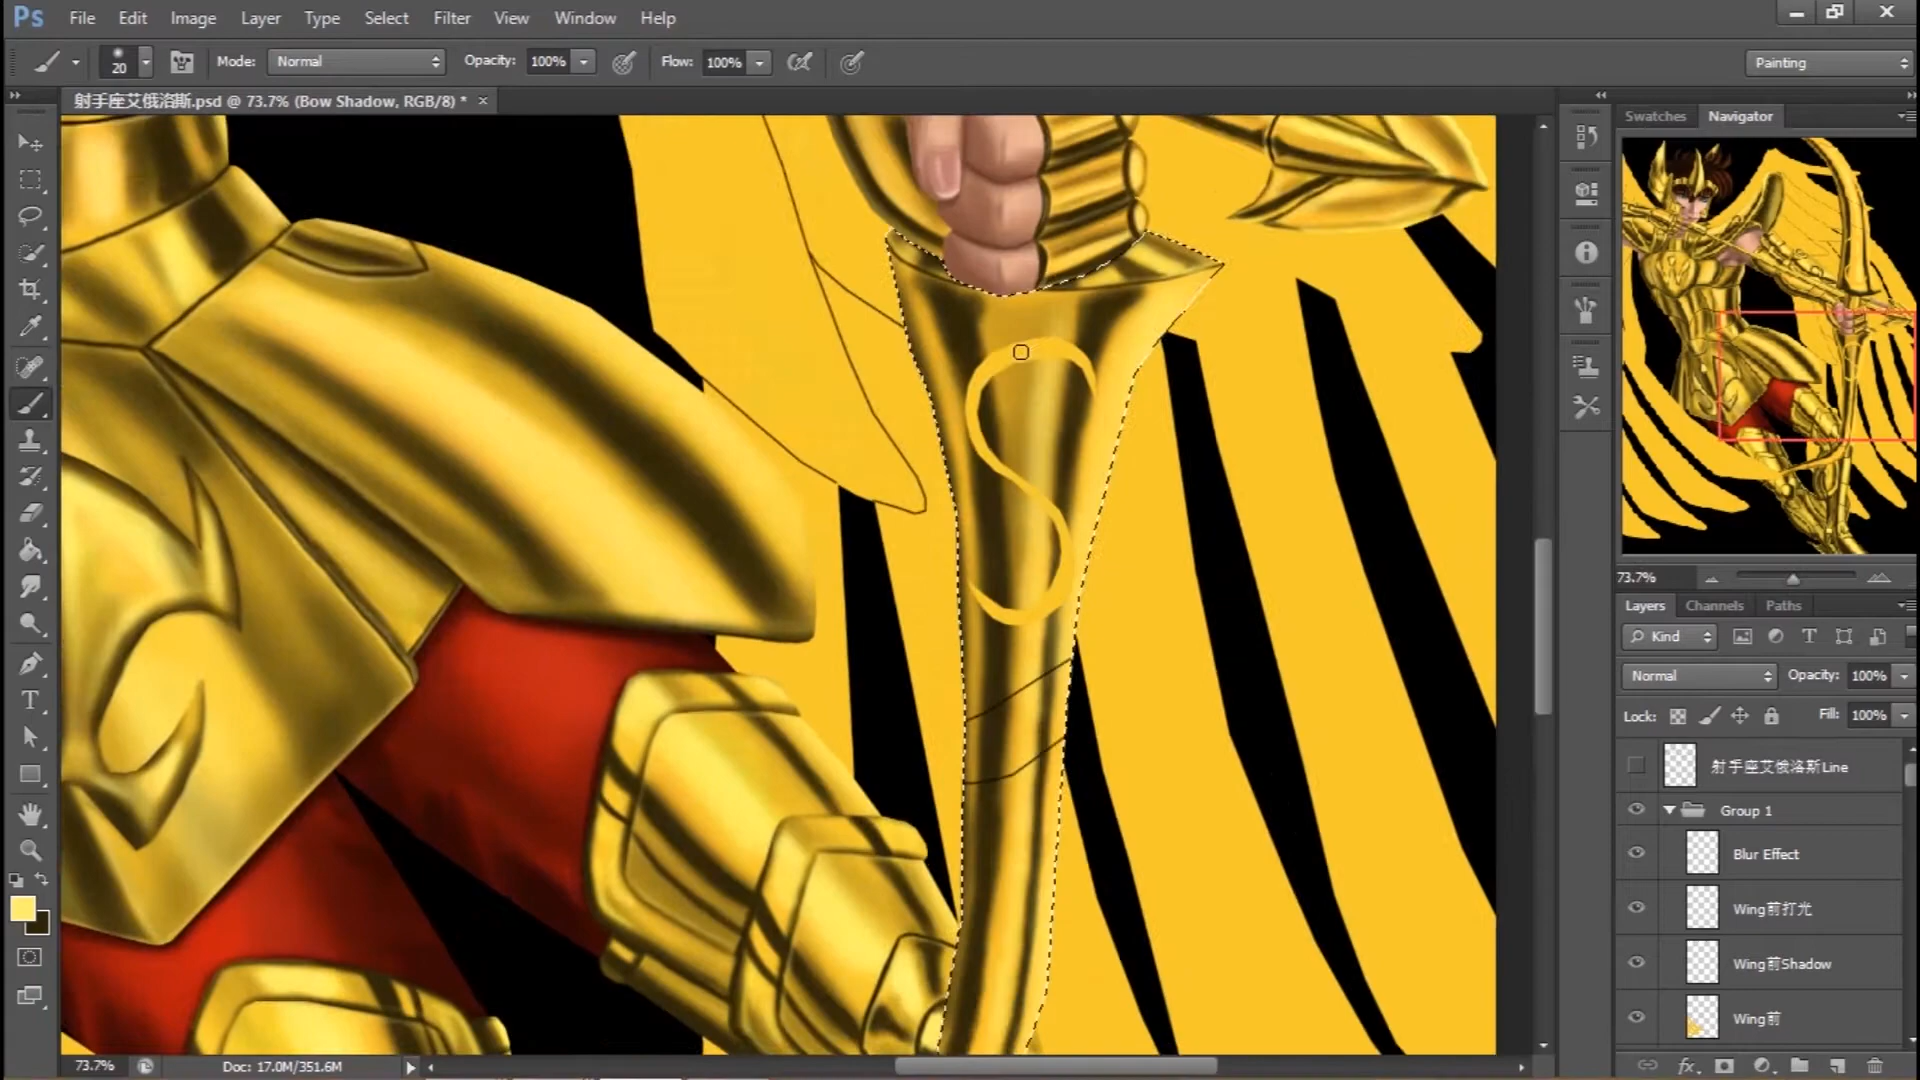 Ps File Edit Image Layer Type Select Filter View Window Help
20 Mode: Normal Opacity: 100% Flow: 100% Painting
射手座艾俄洛斯.psd @ 73.7% (Bow Shadow, RGB/8) * ×
Swatches Navigator
73.7%
Layers Channels Paths
Kind
Normal Opacity: 100%
Lock: Fill: 100%
射手座艾俄洛斯Line
Group 1
Blur Effect
Wing前打光
Wing前Shadow
Wing前
73.7% Doc: 17.0M/351.6M